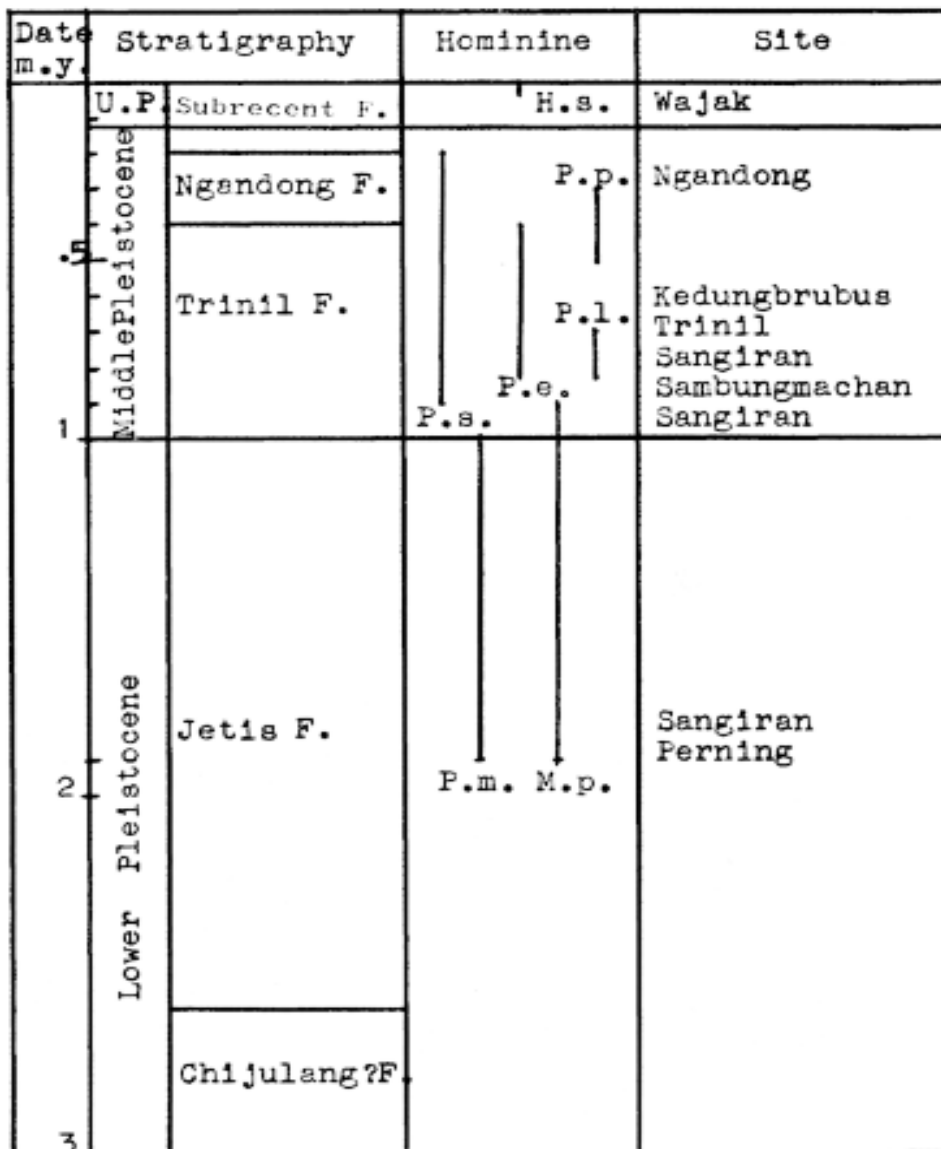 Date
m.y.
Stratigraphy
Hominine
Site
U.P.
Subrecent F.
H.s.
Wajak
Middle Pleistocene
Ngandong F.
P.p.
Ngandong
.5
Trinil F.
P.l.
Kedungbrubus
Trinil
Sangiran
P.e.
Sambungmachan
1
P.s.
Sangiran
Lower Pleistocene
Jetis F.
Sangiran
Perning
2
P.m.
M.p.
Chijulang?F.
3